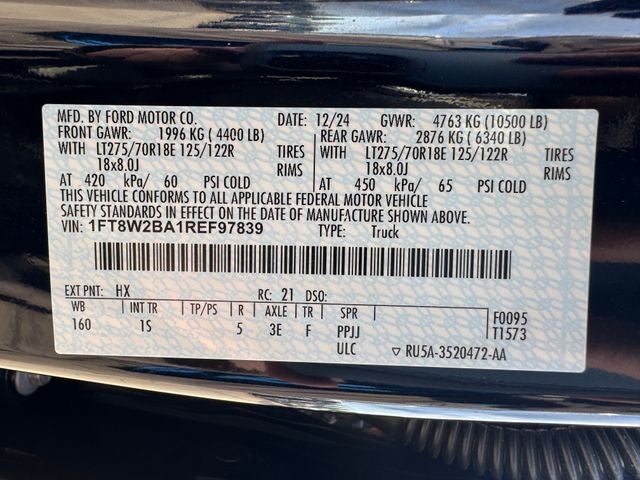 MFD. BY FORD MOTOR CO. DATE: 12/24 GVWR: 4763 KG (10500 LB)
FRONT GAWR: 1996 KG ( 4400 LB) REAR GAWR: 2876 KG ( 6340 LB)
WITH LT275/70R18E 125/122R TIRES WITH LT275/70R18E 125/122R TIRES
18x8.0J RIMS 18x8.0J RIMS
AT 420 kPa/ 60 PSI COLD AT 450 kPa/ 65 PSI COLD
THIS VEHICLE CONFORMS TO ALL APPLICABLE FEDERAL MOTOR VEHICLE
SAFETY STANDARDS IN EFFECT ON THE DATE OF MANUFACTURE SHOWN ABOVE.
VIN: 1FT8W2BA1REF97839 TYPE: Truck
EXT PNT: HX RC: 21 DSO:
WB INT TR TP/PS R AXLE TR SPR F0095
160 1S 5 3E F PPJJ T1573
ULC ▽ RU5A-3520472-AA